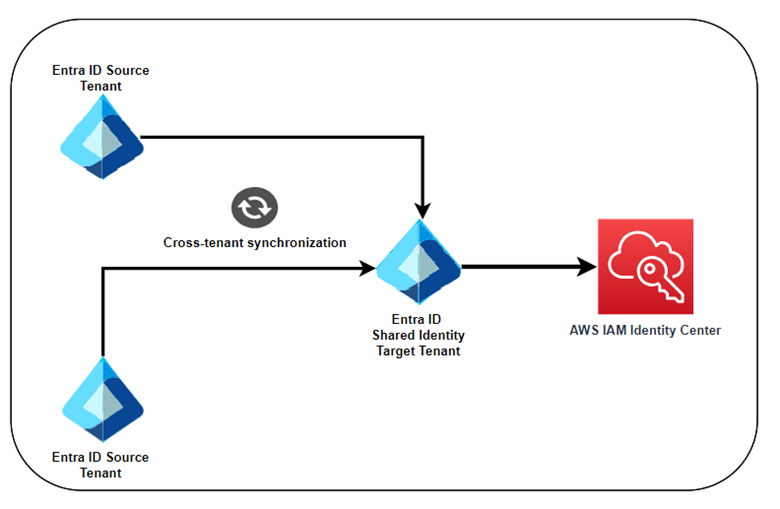 Entra ID Source
Tenant
Cross-tenant synchronization
Entra ID
Shared Identity
Target Tenant
AWS IAM Identity Center
Entra ID Source
Tenant